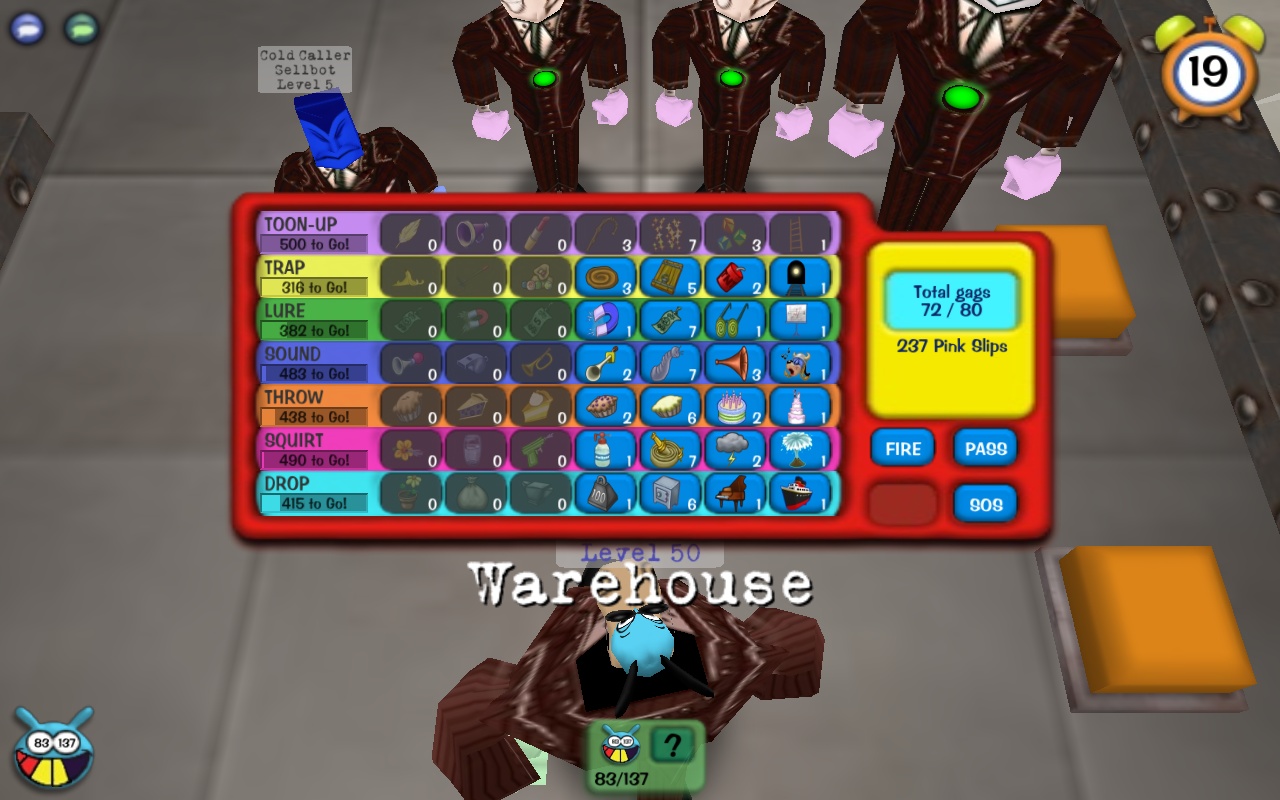 Cold Caller
Sellbot
Level 5
19
TOON-UP
500 to Go!
0 0 0 3 7 3 1
TRAP
316 to Go!
0 0 0 3 5 2 1
LURE
382 to Go!
0 0 0 1 7 1 1
SOUND
483 to Go!
0 0 0 2 7 3 1
THROW
438 to Go!
0 0 0 2 6 2 1
SQUIRT
490 to Go!
0 0 0 1 7 2 1
DROP
415 to Go!
0 0 0 1 6 1 1
Total gags
72 / 80
237 Pink Slips
FIRE
PASS
SOS
Level 50
Warehouse
83 137
?
83/137